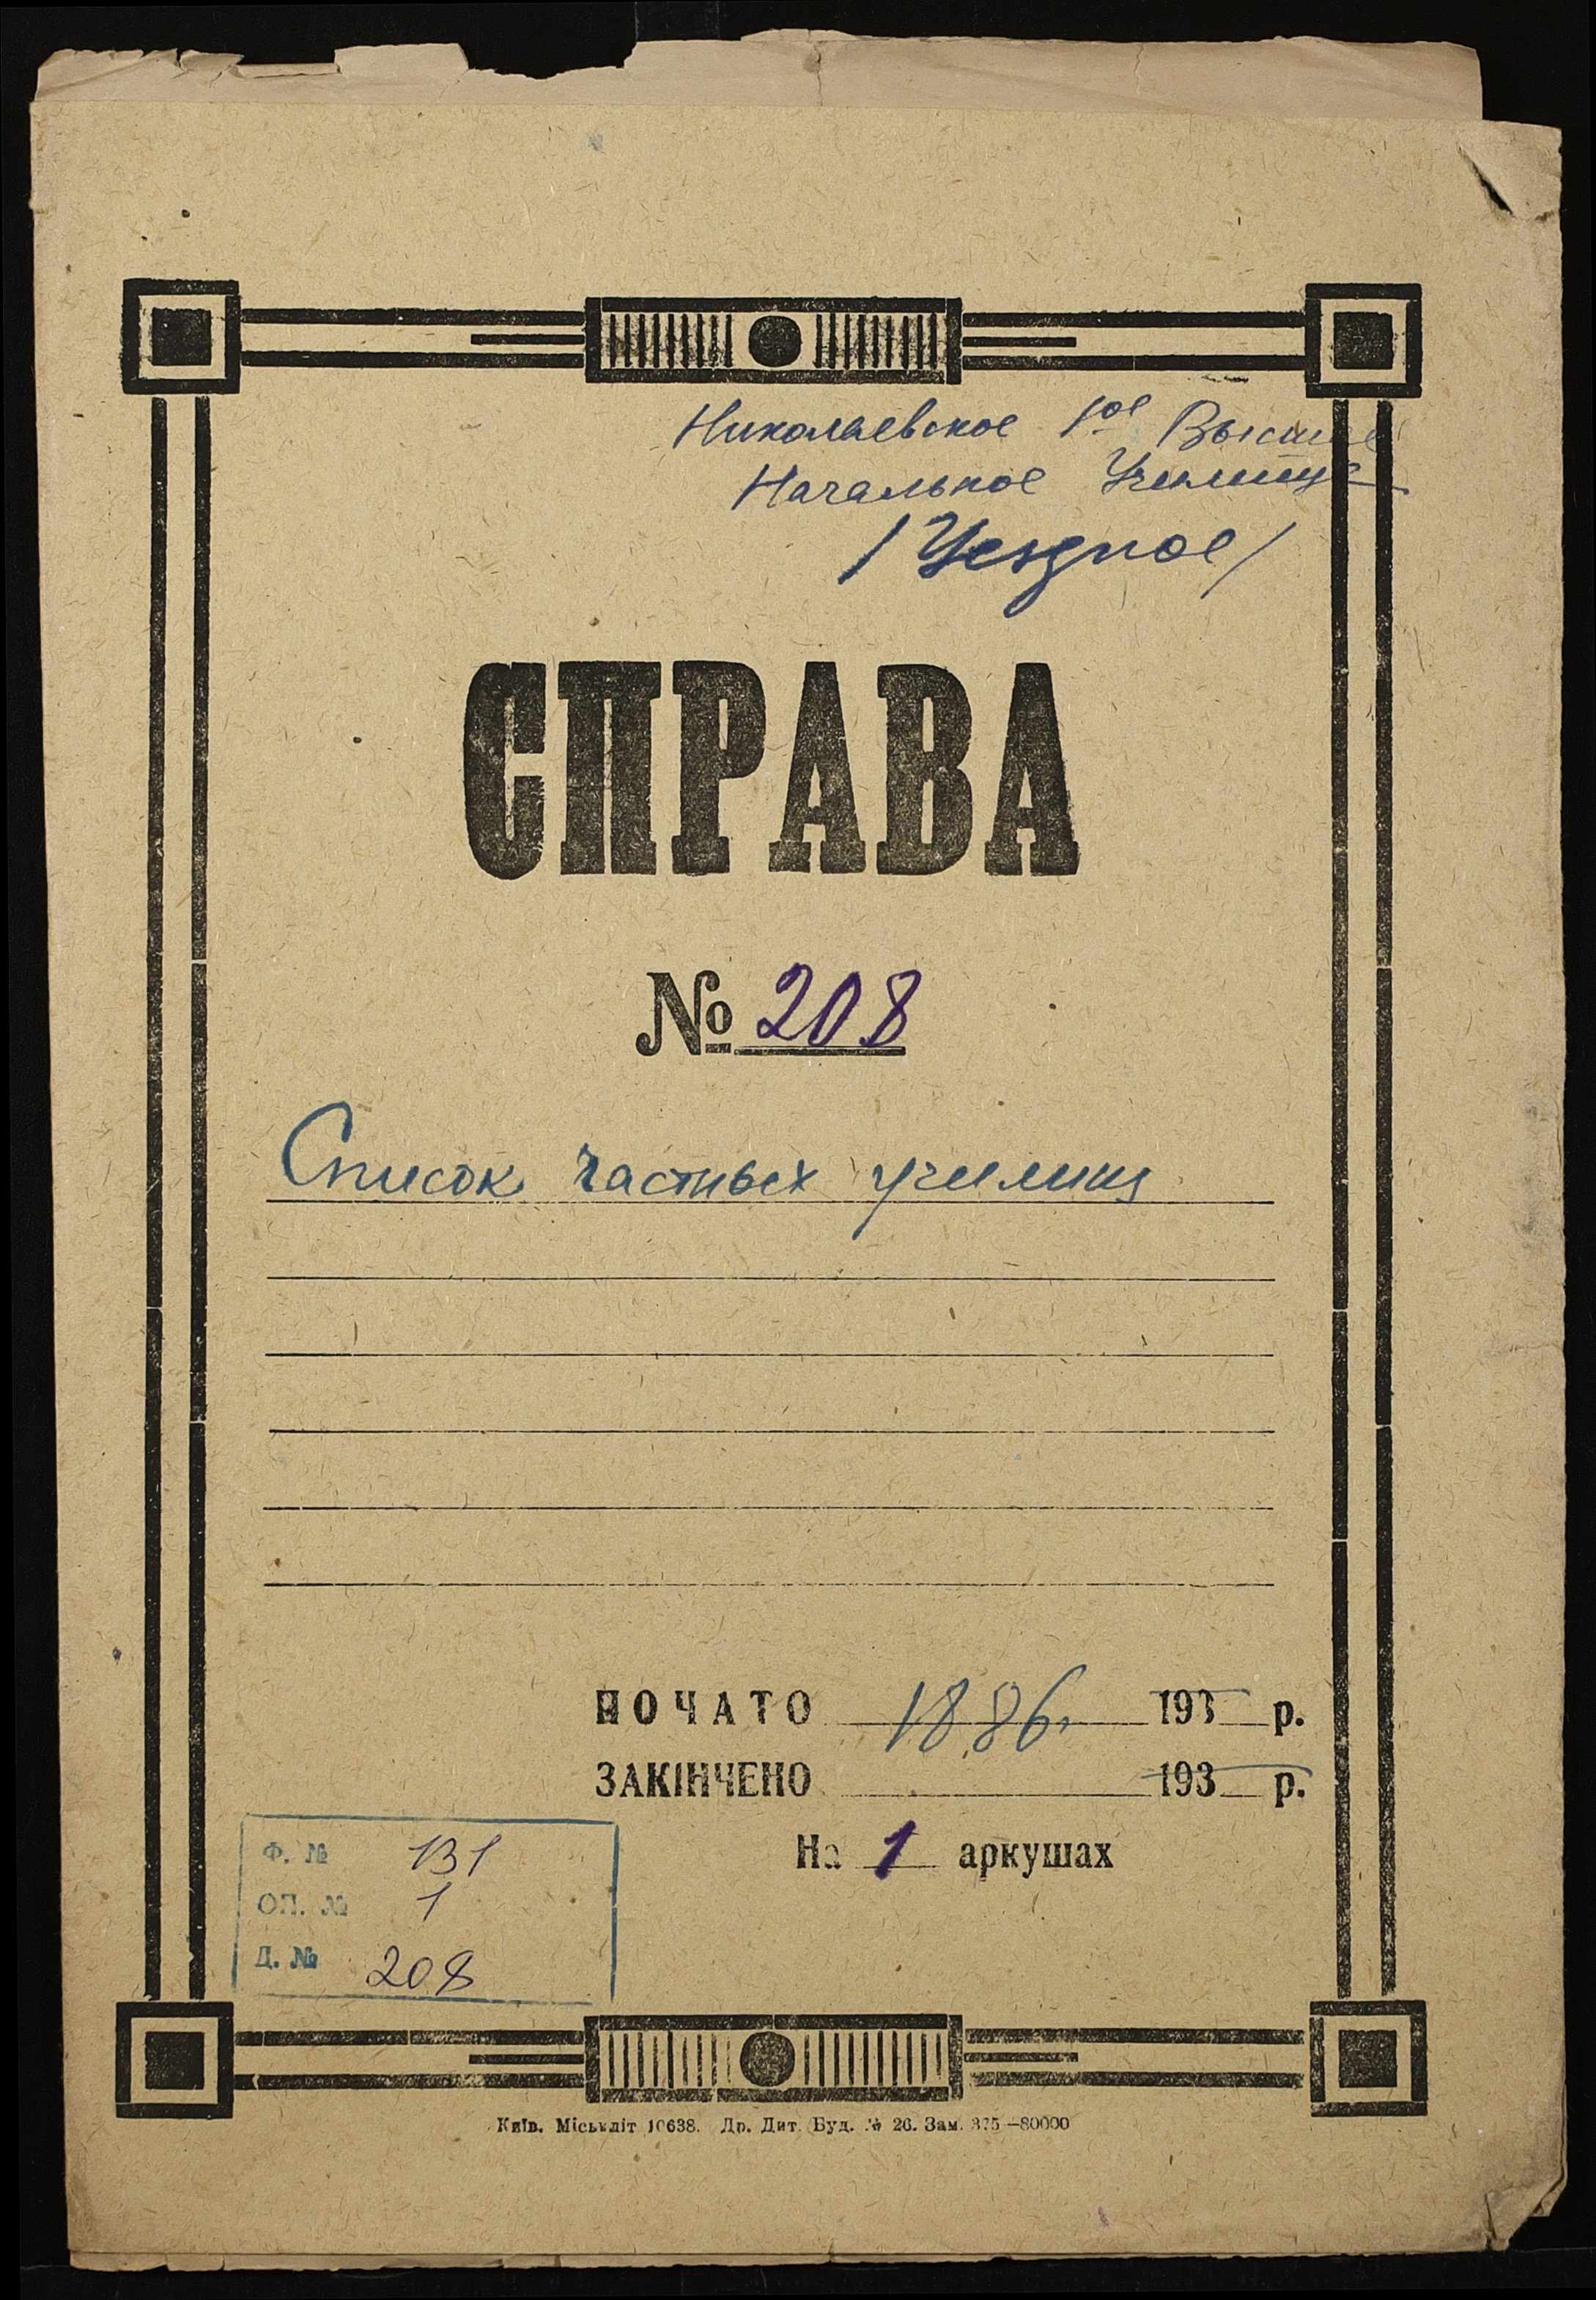 Николаевское 1ое Высшее
Начальное Училище
/Уездное/
СПРАВА
№ 208
Список частных училищ
ПОЧАТО 1886г. 193 р.
ЗАКІНЧЕНО 193 р.
На 1 аркушах
Ф. № 131
ОП. № 1
Д. № 208
Київ. Міськліт 10638. Др. Дит. Буд. № 26. Зам. 375—80000